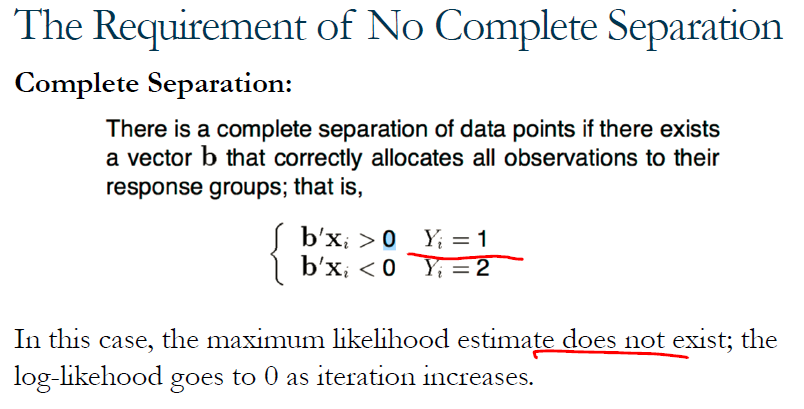 The Requirement of No Complete Separation
Complete Separation:
There is a complete separation of data points if there exists
a vector b that correctly allocates all observations to their
response groups; that is,
{ b′xᵢ > 0 Yᵢ = 1
b′xᵢ < 0 Yᵢ = 2
In this case, the maximum likelihood estimate does not exist; the
log-likehood goes to 0 as iteration increases.